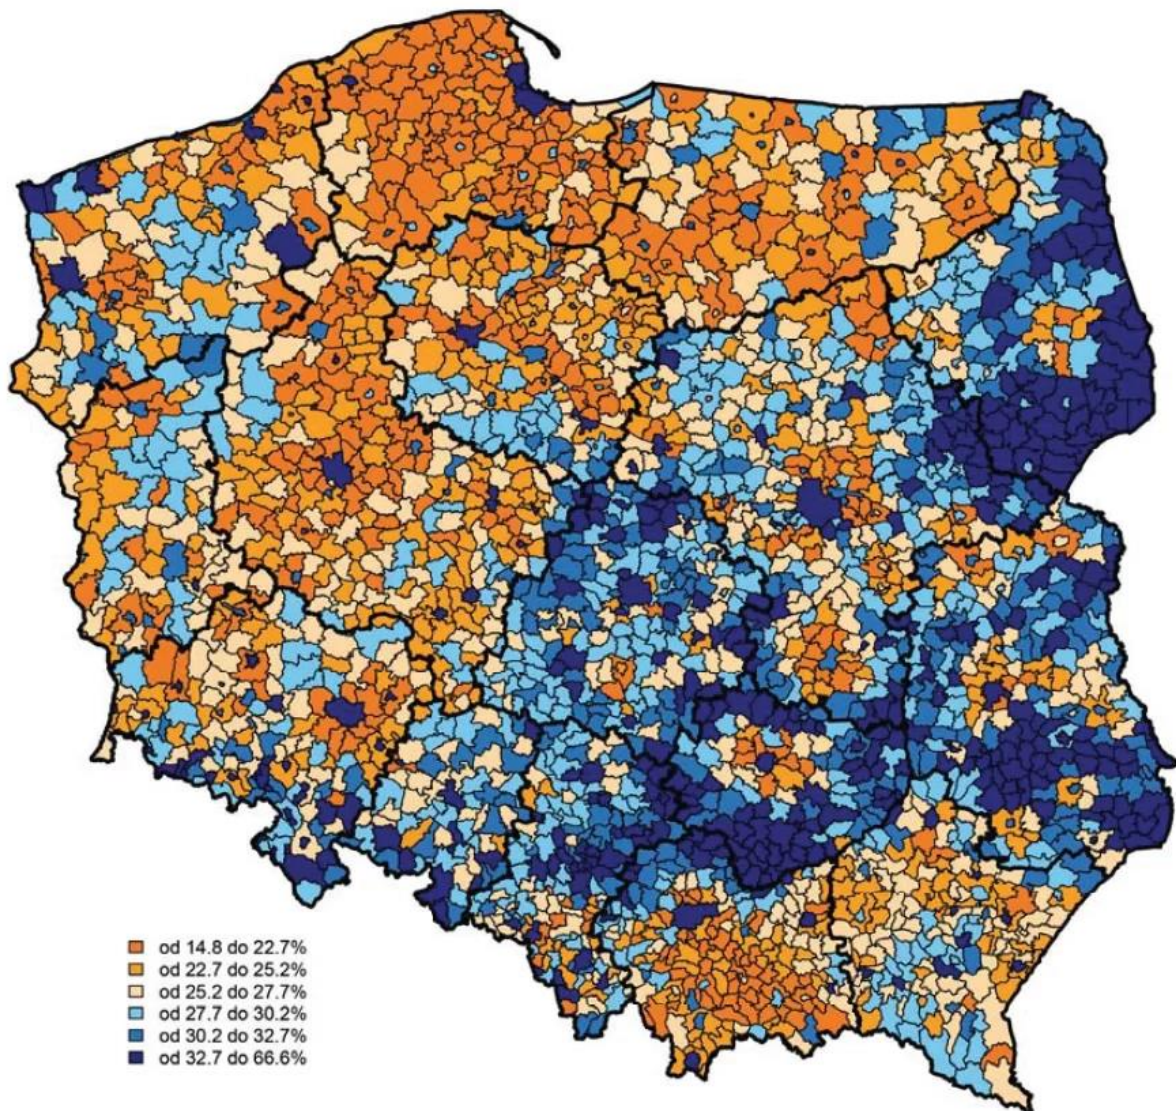 od 14.8 do 22.7%
od 22.7 do 25.2%
od 25.2 do 27.7%
od 27.7 do 30.2%
od 30.2 do 32.7%
od 32.7 do 66.6%